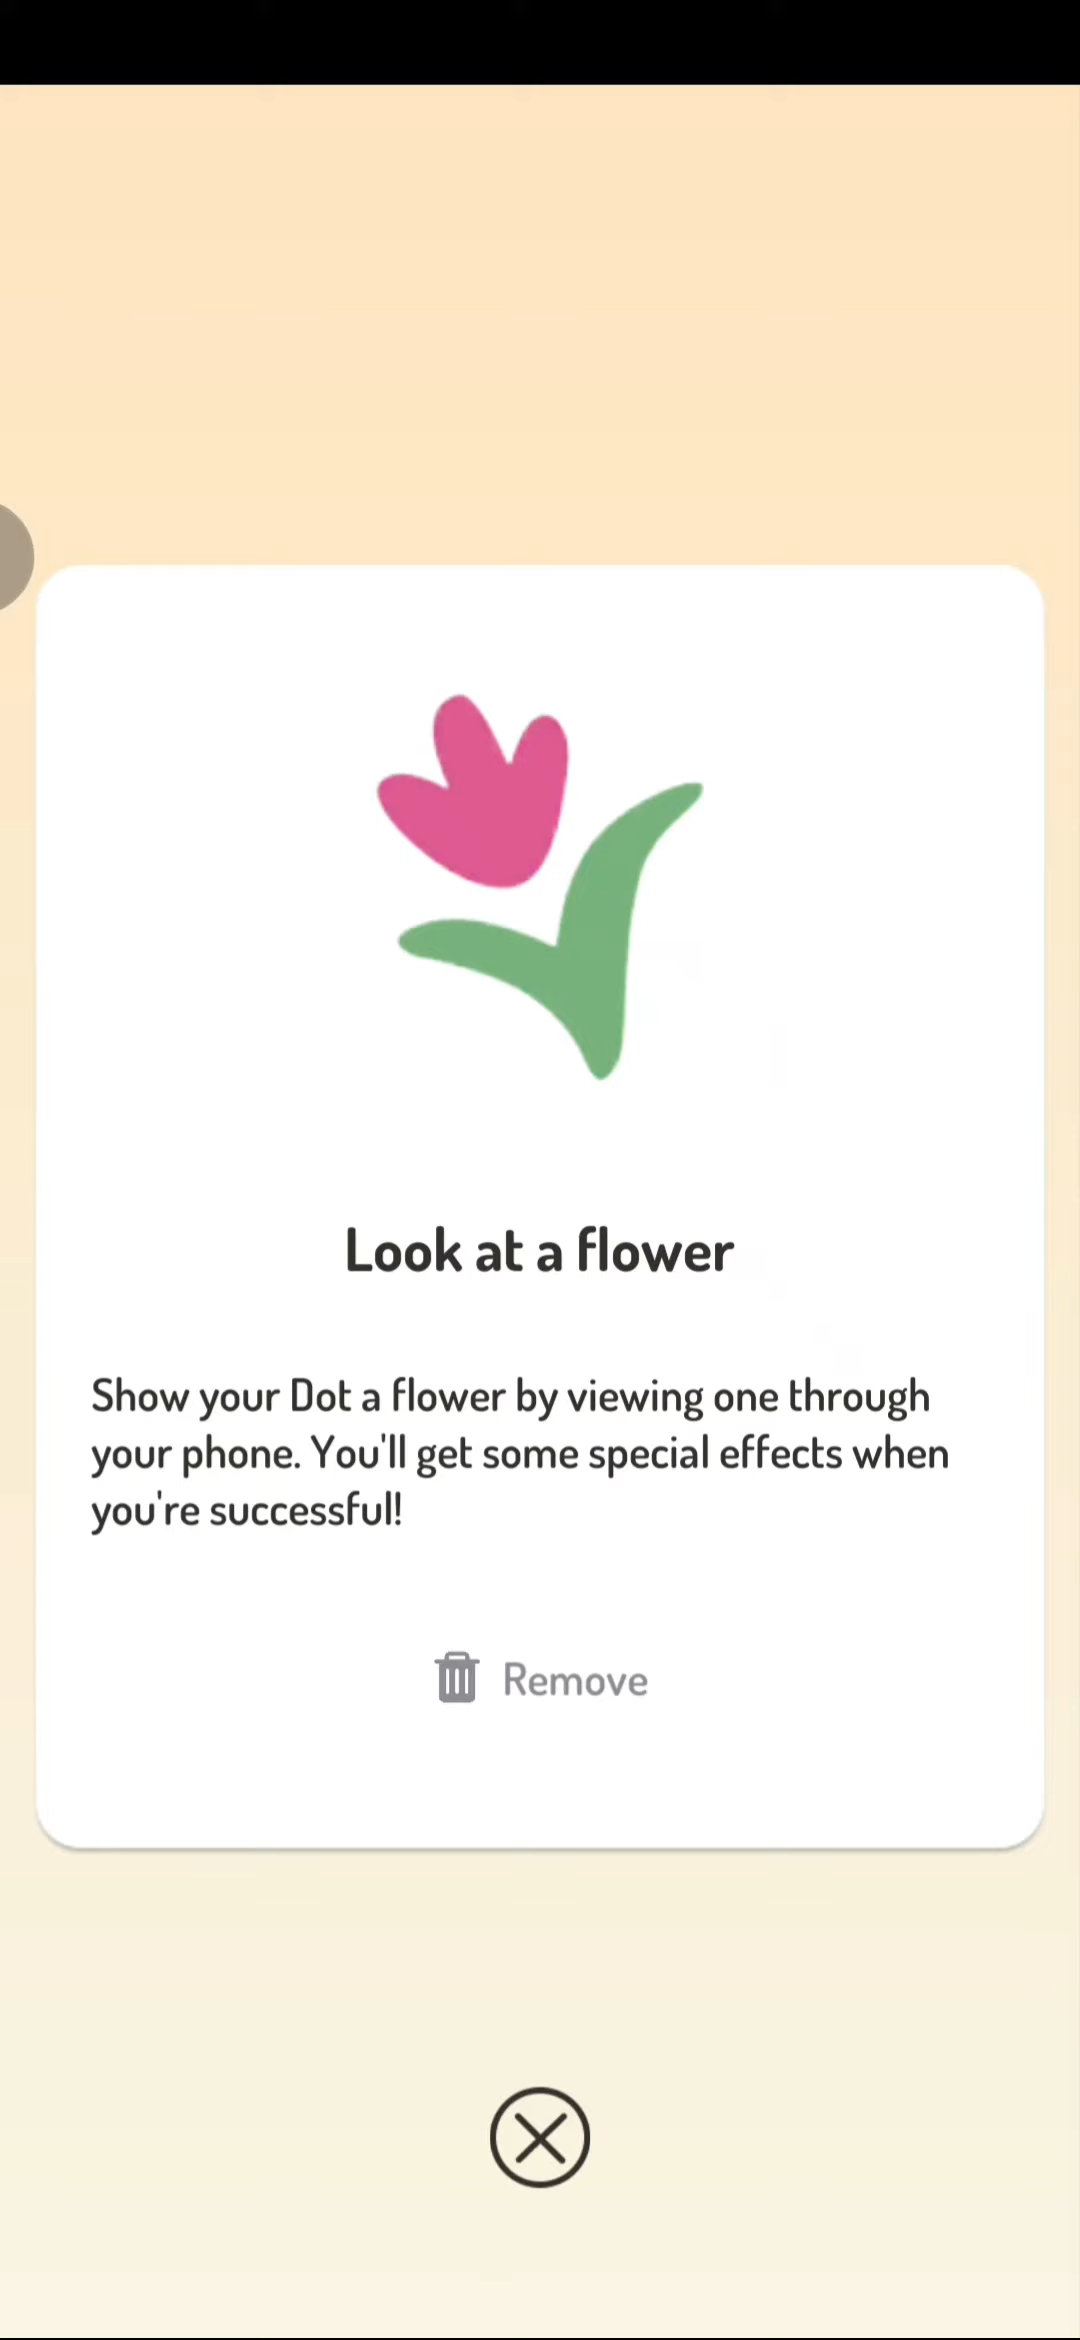 Look at a flower
Show your Dot a flower by viewing one through
your phone. You'll get some special effects when
you're successful!
Remove